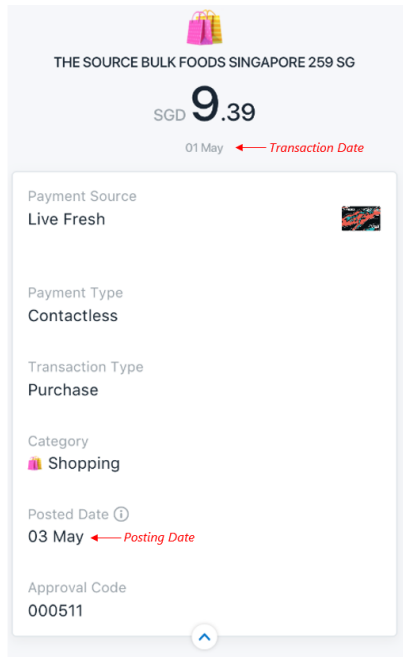 THE SOURCE BULK FOODS SINGAPORE 259 SG
SGD 9.39
01 May Transaction Date
Payment Source
Live Fresh
Payment Type
Contactless
Transaction Type
Purchase
Category
Shopping
Posted Date
03 May Posting Date
Approval Code
000511